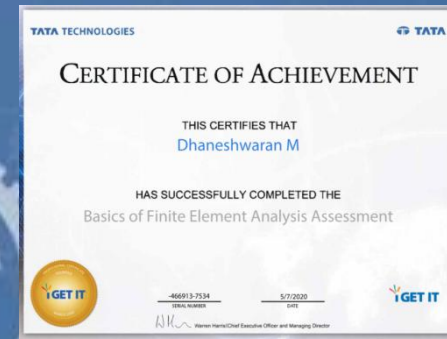 TATA TECHNOLOGIES
TATA
CERTIFICATE OF ACHIEVEMENT
THIS CERTIFIES THAT
Dhaneshwaran M
HAS SUCCESSFULLY COMPLETED THE
Basics of Finite Element Analysis Assessment
iGET IT
-466913-7534
SERIAL NUMBER
5/7/2020
DATE
Warren Harris/Chief Executive Officer and Managing Director
iGET IT